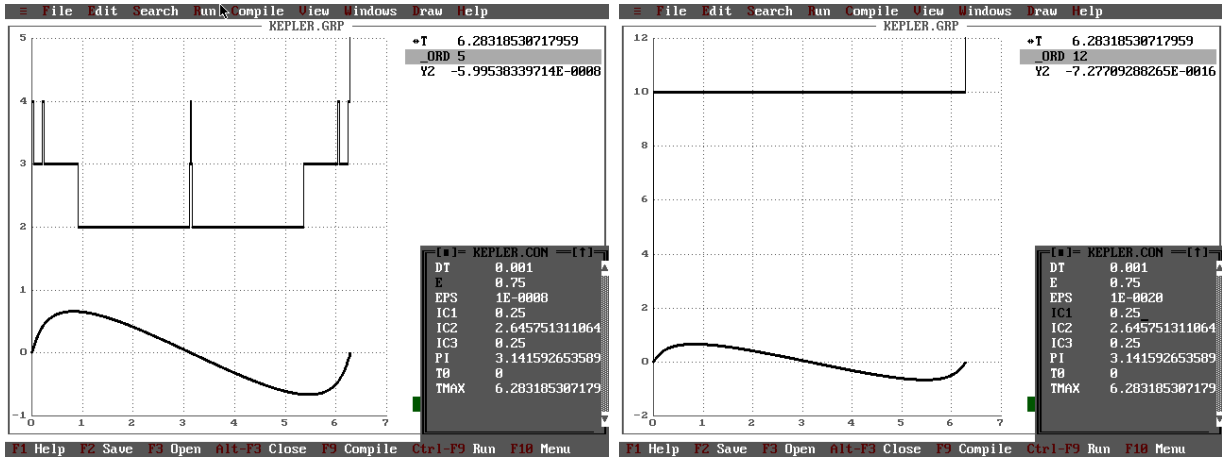 ≡ File Edit Search Run Compile View Windows Draw Help
KEPLER.GRP
5
4
3
2
1
0
-1
0 1 2 3 4 5 6 7
↔T 6.28318530717959
_ORD 5
Y2 -5.99538339714E-0008
[■]= KEPLER.CON =[↑]
DT 0.001
E 0.75
EPS 1E-0008
IC1 0.25
IC2 2.645751311064
IC3 0.25
PI 3.141592653589
T0 0
TMAX 6.283185307179
F1 Help F2 Save F3 Open Alt-F3 Close F9 Compile Ctrl-F9 Run F10 Menu
≡ File Edit Search Run Compile View Windows Draw Help
KEPLER.GRP
12
10
8
6
4
2
0
-2
0 1 2 3 4 5 6 7
↔T 6.28318530717959
_ORD 12
Y2 -7.27709288265E-0016
[■]= KEPLER.CON =[↑]
DT 0.001
E 0.75
EPS 1E-0020
IC1 0.25_
IC2 2.645751311064
IC3 0.25
PI 3.141592653589
T0 0
TMAX 6.283185307179
F1 Help F2 Save F3 Open Alt-F3 Close F9 Compile Ctrl-F9 Run F10 Menu